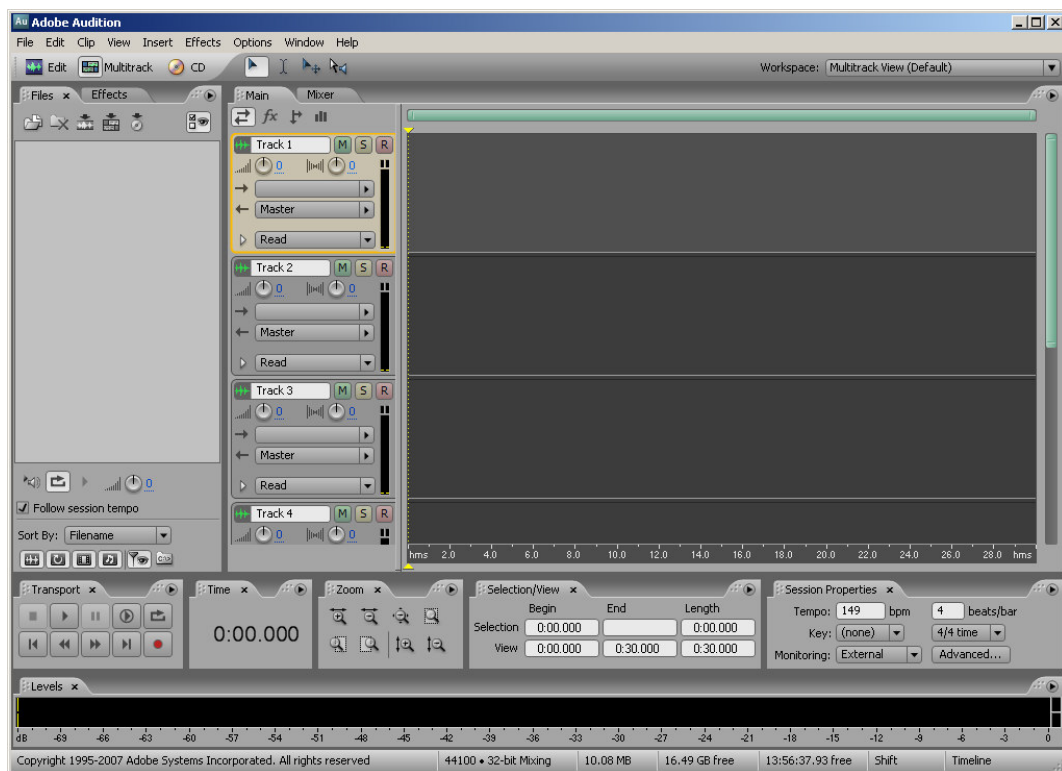 Au Adobe Audition
File Edit Clip View Insert Effects Options Window Help
Edit Multitrack CD Workspace: Multitrack View (Default)
Files x Effects Main Mixer
fx
Track 1 M S R
0 0
Master
Read
Track 2 M S R
0 0
Master
Read
Track 3 M S R
0 0
Master
Read
Track 4 M S R
0 0
0
Follow session tempo
Sort By: Filename
hms 2.0 4.0 6.0 8.0 10.0 12.0 14.0 16.0 18.0 20.0 22.0 24.0 26.0 28.0 hms
Transport x Time x Zoom x Selection/View x Session Properties x
0:00.000
Begin End Length
Selection 0:00.000 0:00.000
View 0:00.000 0:30.000 0:30.000
Tempo: 149 bpm 4 beats/bar
Key: (none) 4/4 time
Monitoring: External Advanced...
Levels x
dB -69 -66 -63 -60 -57 -54 -51 -48 -45 -42 -39 -36 -33 -30 -27 -24 -21 -18 -15 -12 -9 -6 -3 0
Copyright 1995-2007 Adobe Systems Incorporated. All rights reserved 44100 • 32-bit Mixing 10.08 MB 16.49 GB free 13:56:37.93 free Shift Timeline